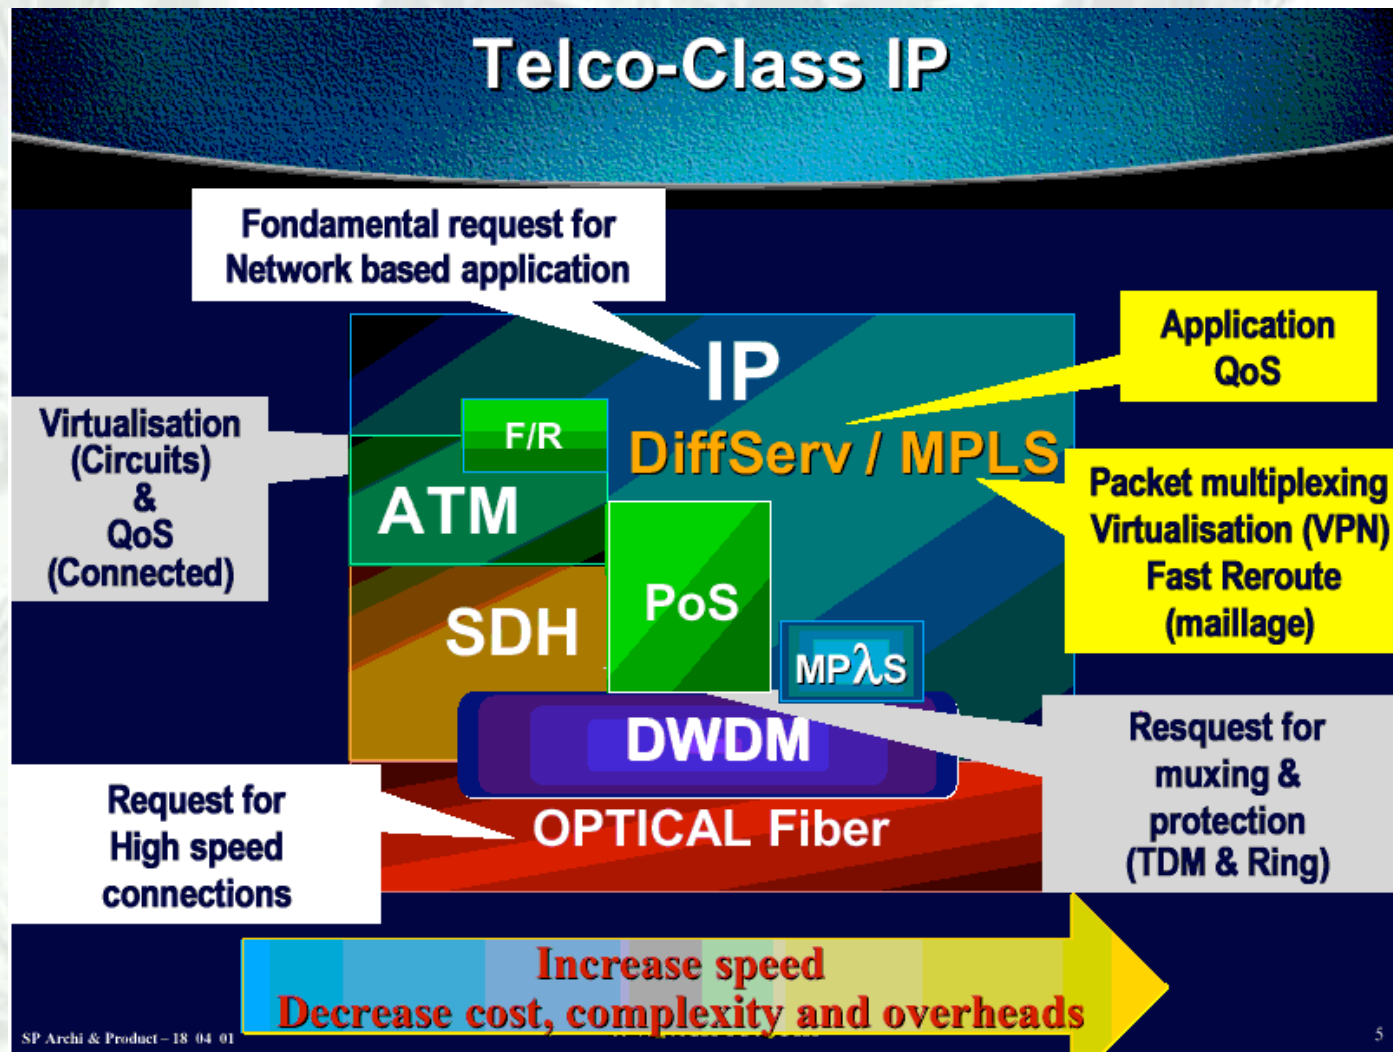 Telco-Class IP
Fondamental request for
Network based application
IP
Application
QoS
Virtualisation
(Circuits)
&
QoS
(Connected)
F/R
DiffServ / MPLS
ATM
Packet multiplexing
Virtualisation (VPN)
Fast Reroute
(maillage)
PoS
SDH
MPλS
DWDM
Resquest for
muxing &
protection
(TDM & Ring)
Request for
High speed
connections
OPTICAL Fiber
Increase speed
Decrease cost, complexity and overheads
SP Archi & Product – 18 04 01
5